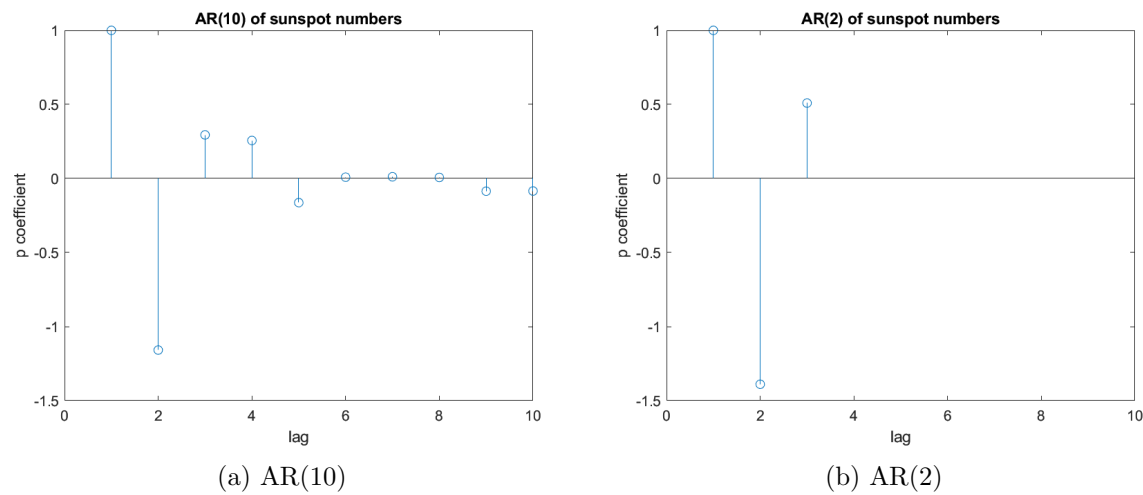 AR(10) of sunspot numbers
1
0.5
0
-0.5
-1
-1.5
p coefficient
0 2 4 6 8 10
lag
(a) AR(10)
AR(2) of sunspot numbers
1
0.5
0
-0.5
-1
-1.5
p coefficient
0 2 4 6 8 10
lag
(b) AR(2)